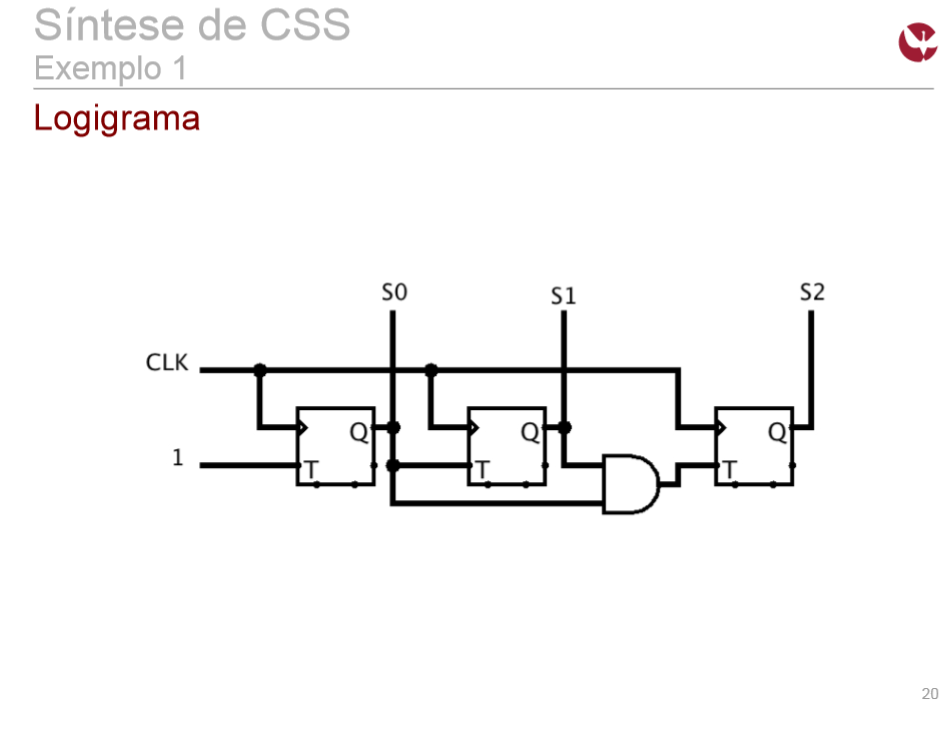 Síntese de CSS
Exemplo 1
Logigrama
S0 S1 S2
CLK
Q Q Q
1
T T T
20